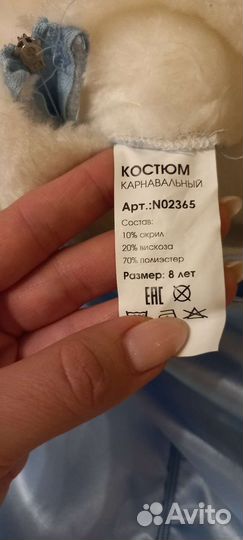 КОСТЮМ
КАРНАВАЛЬНЫЙ
Арт.:N02365
Состав:
10% акрил
20% вискоза
70% полиэстер
Размер: 8 лет
EAC
Avito